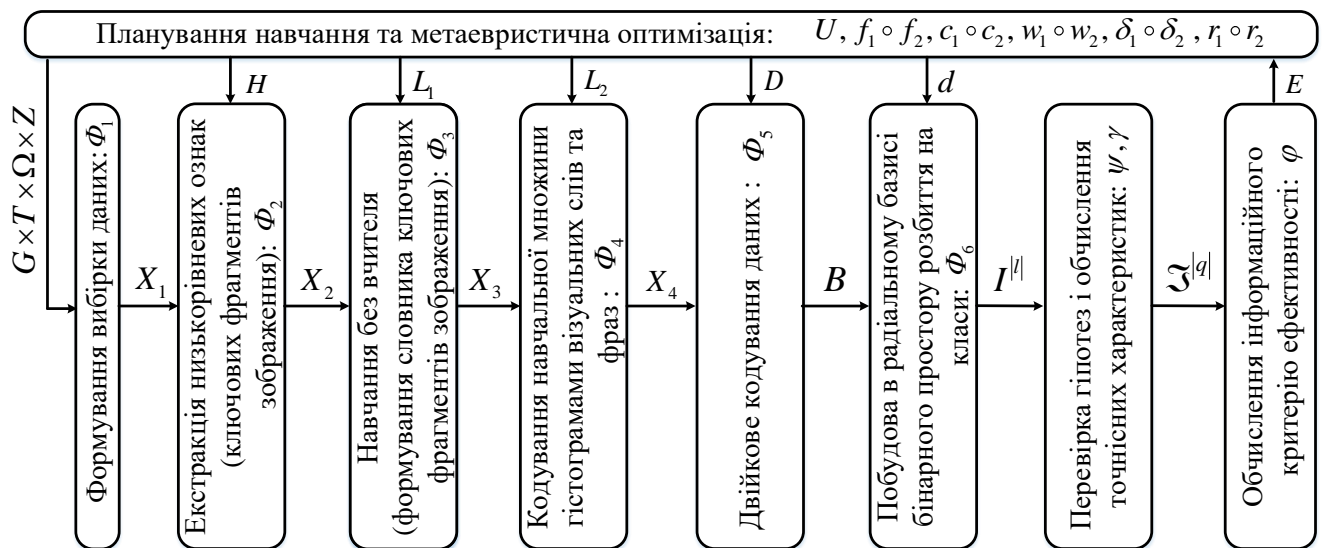 Планування навчання та метаевристична оптимізація: U, f₁ ∘ f₂, c₁ ∘ c₂, w₁ ∘ w₂, δ₁ ∘ δ₂ , r₁ ∘ r₂
G × T × Ω × Z
H
L₁
L₂
D
d
E
Формування вибірки даних: Φ₁
X₁
Екстракція низькорівневих ознак
(ключових фрагментів
зображення): Φ₂
X₂
Навчання без вчителя
(формування словника ключових
фрагментів зображення): Φ₃
X₃
Кодування навчальної множини
гістограмами візуальних слів та
фраз : Φ₄
X₄
Двійкове кодування даних : Φ₅
B
Побудова в радіальному базисі
бінарного простору розбиття на
класи: Φ₆
I^|l|
Перевірка гіпотез і обчислення
точнісних характеристик: ψ, γ
ℑ^|q|
Обчислення інформаційного
критерію ефективності: φ